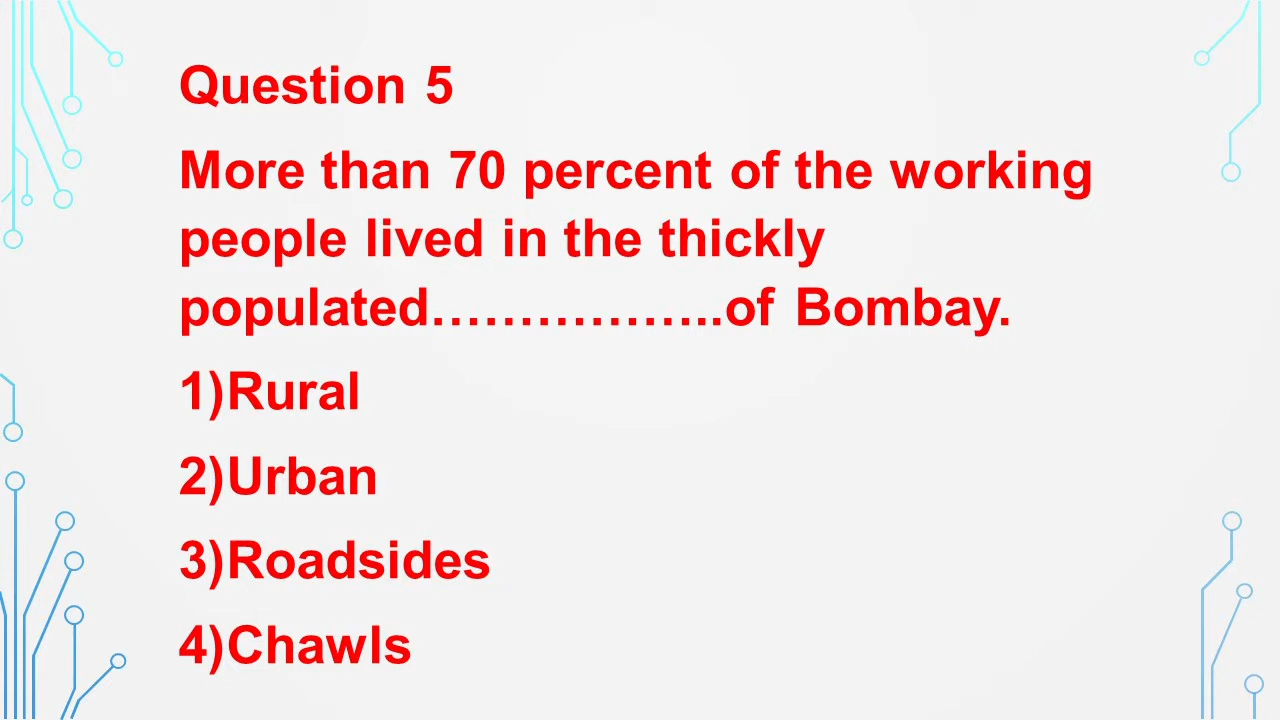 Question 5
More than 70 percent of the working
people lived in the thickly
populated……………..of Bombay.
1)Rural
2)Urban
3)Roadsides
4)Chawls